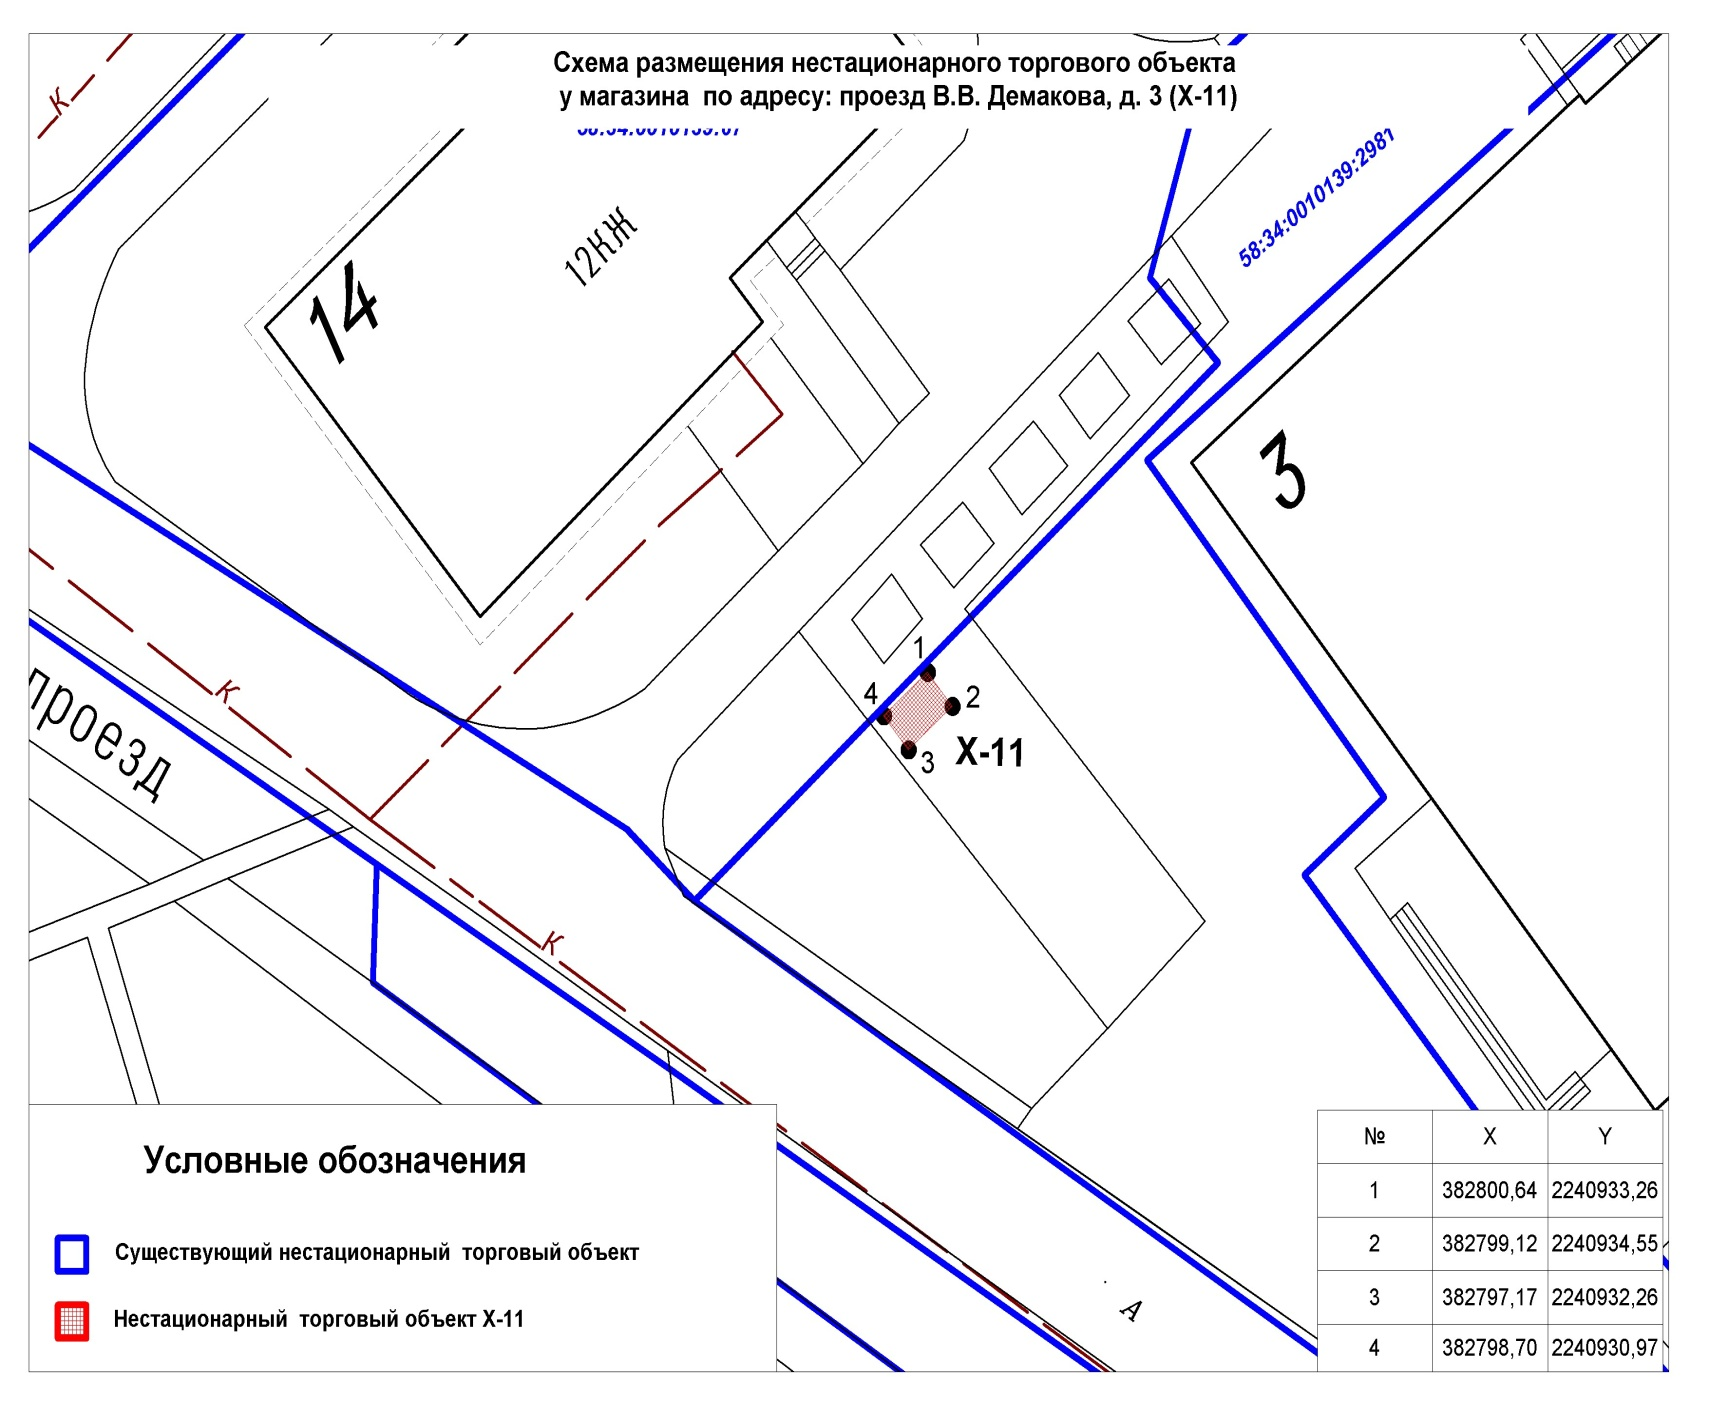 Схема размещения нестационарного торгового объекта
у магазина по адресу: проезд В.В. Демакова, д. 3 (Х-11)
58:34:0010139:2981
К
12КЖ
14
3
1
4
2
3
Х-11
К
проезд
К
А
Условные обозначения
Существующий нестационарный торговый объект
Нестационарный торговый объект Х-11
№ X Y
1 382800,64 2240933,26
2 382799,12 2240934,55
3 382797,17 2240932,26
4 382798,70 2240930,97